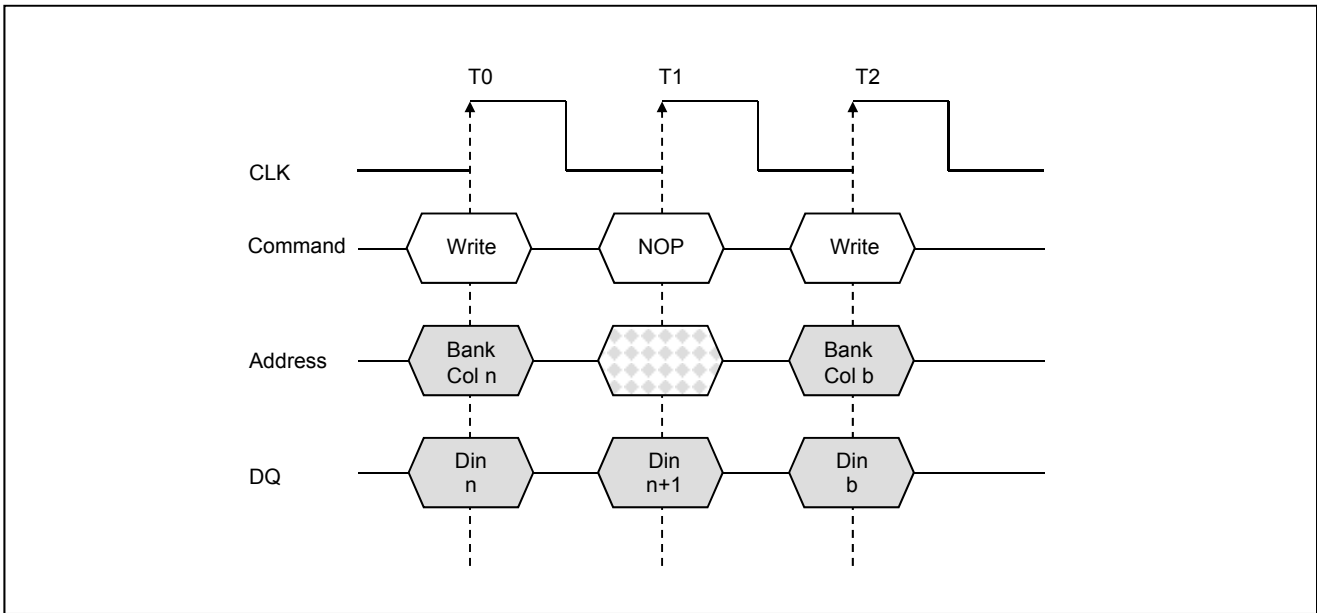 T0
T1
T2
CLK
Command
Write
NOP
Write
Address
Bank
Col n
Bank
Col b
DQ
Din
n
Din
n+1
Din
b